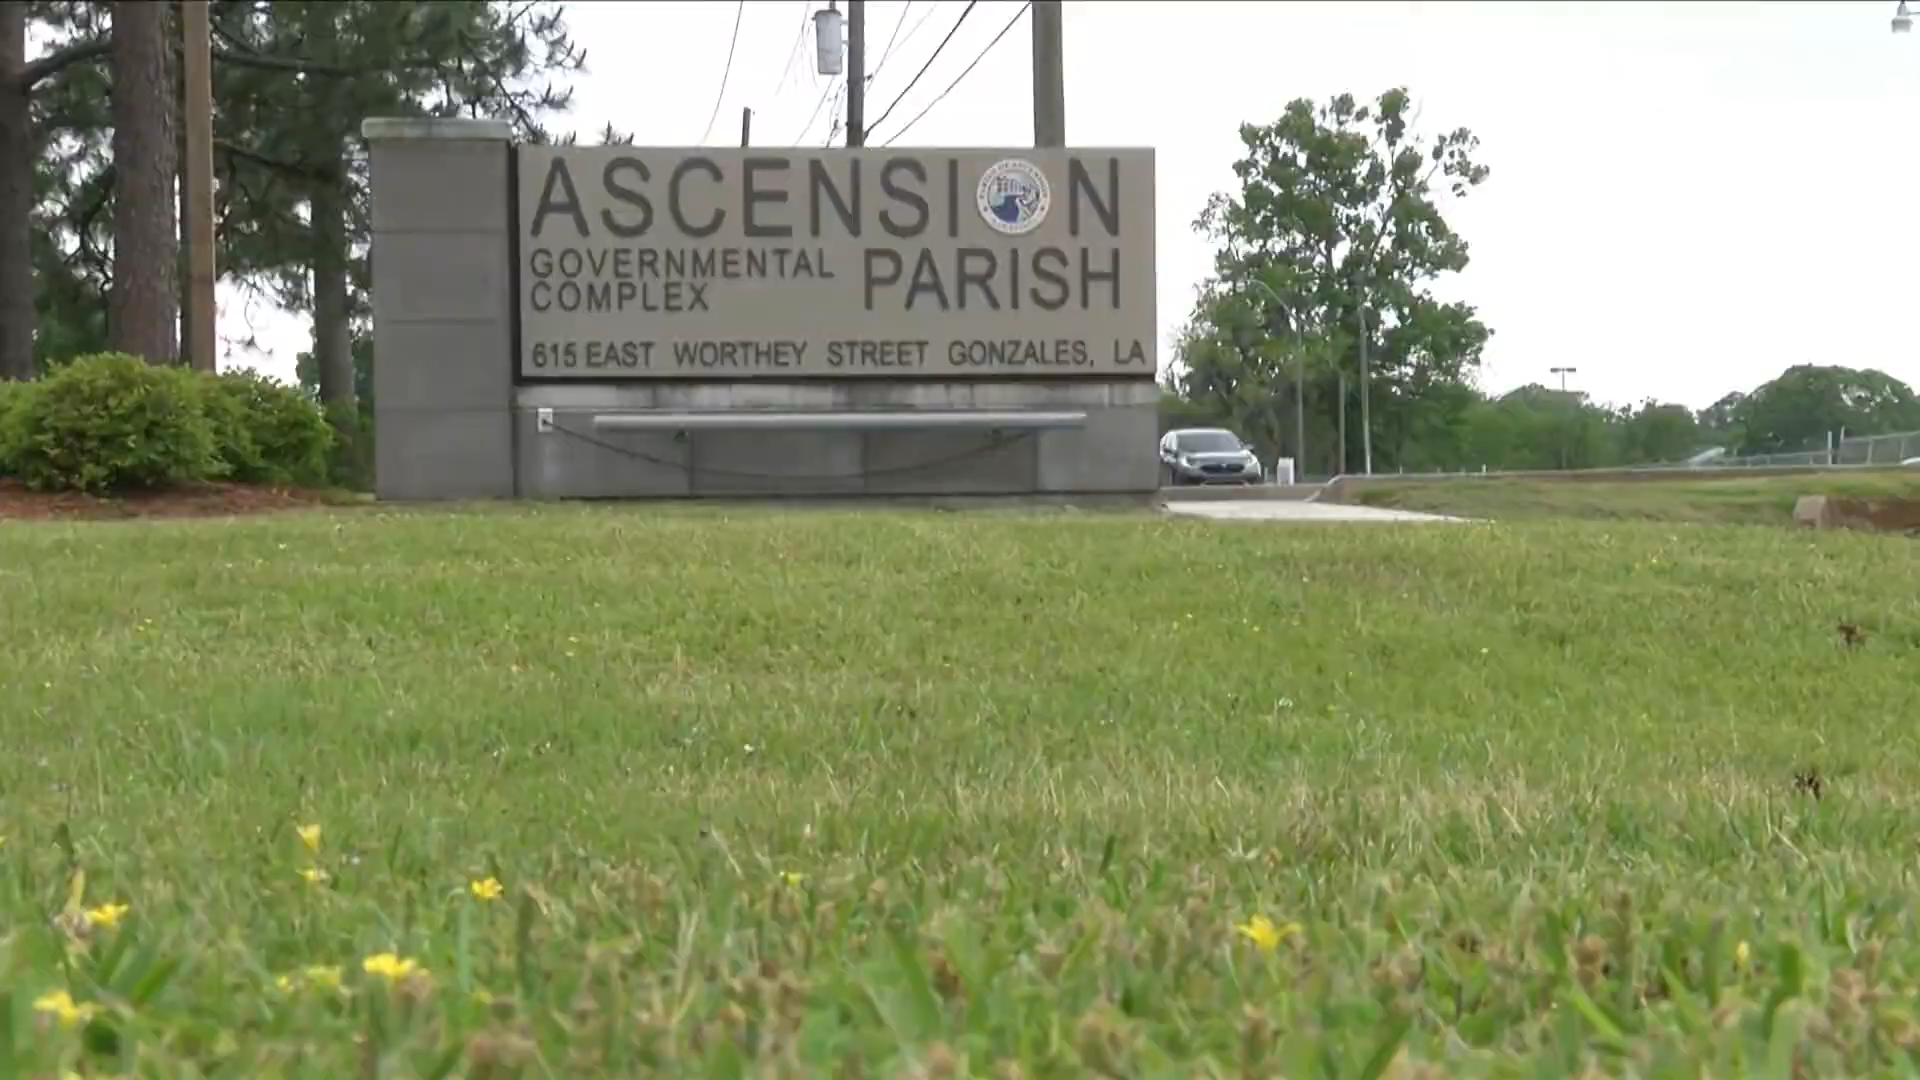 ASCENSION
GOVERNMENTAL
COMPLEX
PARISH
615 EAST WORTHEY STREET GONZALES, LA